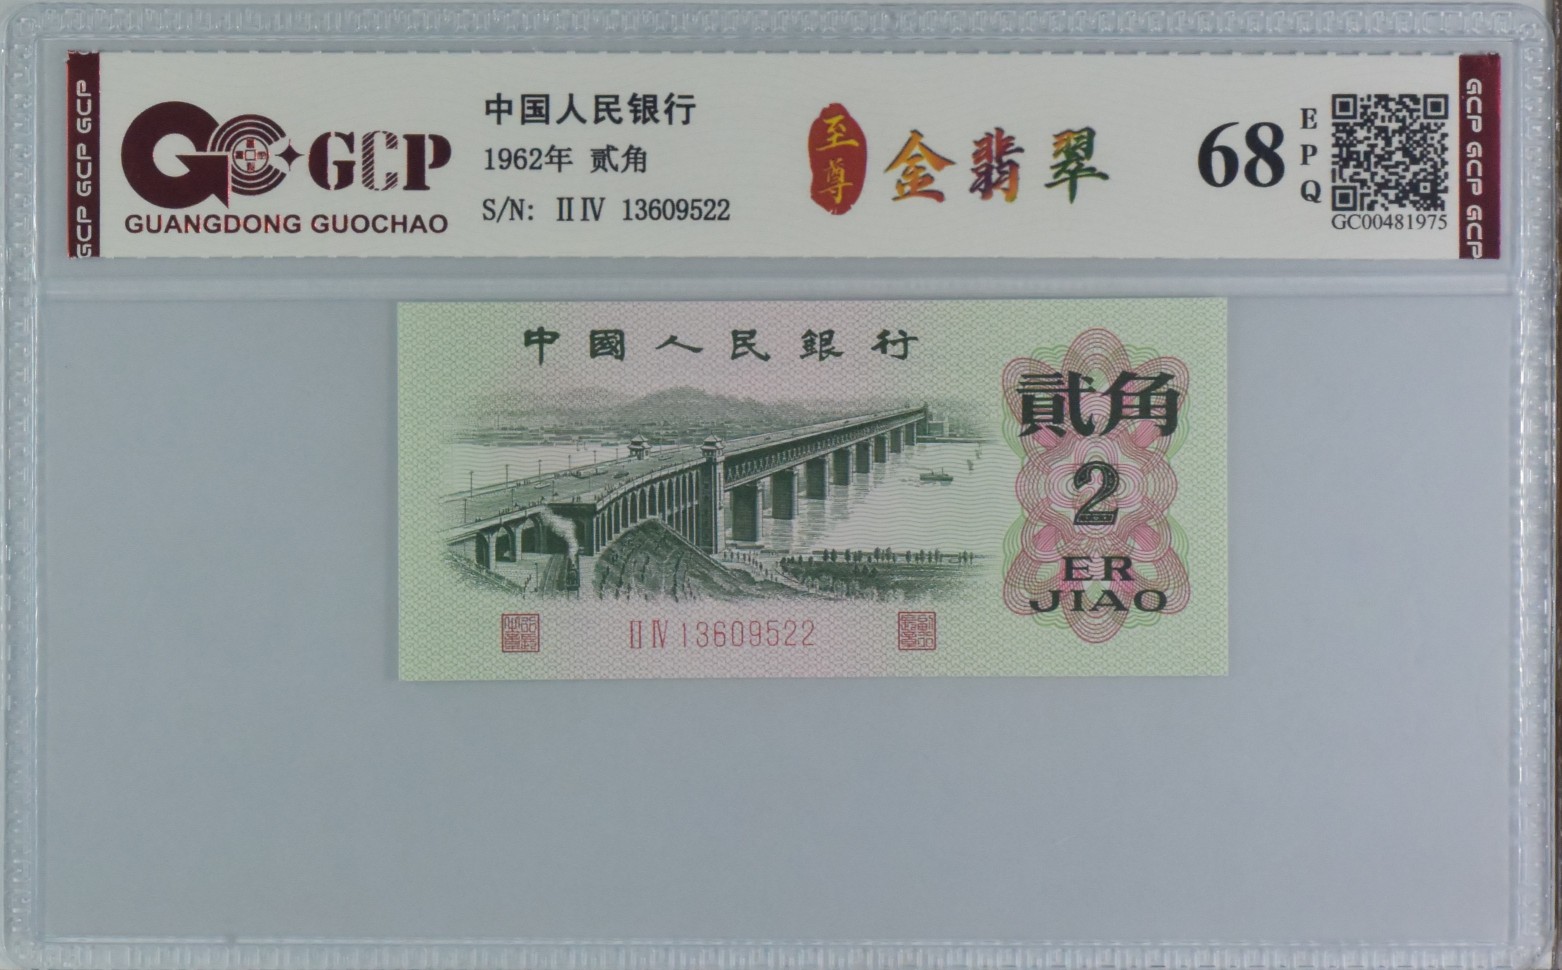 GCP GCP GCP
GCP
GUANGDONG GUOCHAO
中国人民银行
1962年 贰角
S/N: ⅡⅣ 13609522
至尊
金翡翠
68
EPQ
GC00481975
GCP GCP GCP
中國人民銀行
貳角
2
ER
JIAO
ⅡⅣ 13609522